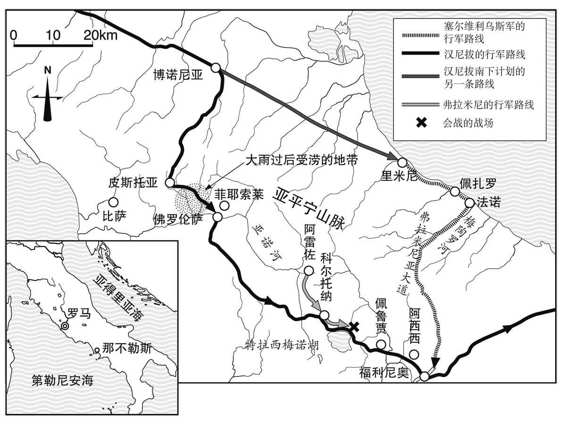 0 10 20km
N
塞尔维利乌斯军的
行军路线
汉尼拔的行军路线
汉尼拔南下计划的
另一条路线
弗拉米尼的行军路线
会战的战场
博诺尼亚
大雨过后受涝的地带
皮斯托亚
菲耶索莱
比萨
佛罗伦萨
亚平宁山脉
里米尼
佩扎罗
法诺
梅陶罗河
弗拉米尼亚大道
亚诺河
阿雷佐
科尔托纳
特拉西梅诺湖
佩鲁贾
阿西西
福利尼奥
亚得里亚海
罗马
那不勒斯
第勒尼安海